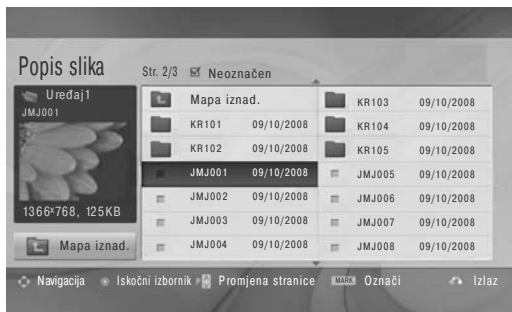 Popis slika
Str. 2/3 Neoznačen
Uređaj1
JMJ001
1366x768, 125KB
Mapa iznad.
Mapa iznad.
KR101 09/10/2008
KR102 09/10/2008
JMJ001 09/10/2008
JMJ002 09/10/2008
JMJ003 09/10/2008
JMJ004 09/10/2008
KR103 09/10/2008
KR104 09/10/2008
KR105 09/10/2008
JMJ005 09/10/2008
JMJ006 09/10/2008
JMJ007 09/10/2008
JMJ008 09/10/2008
Navigacija Iskočni izbornik P Promjena stranice MARK Označi Izlaz